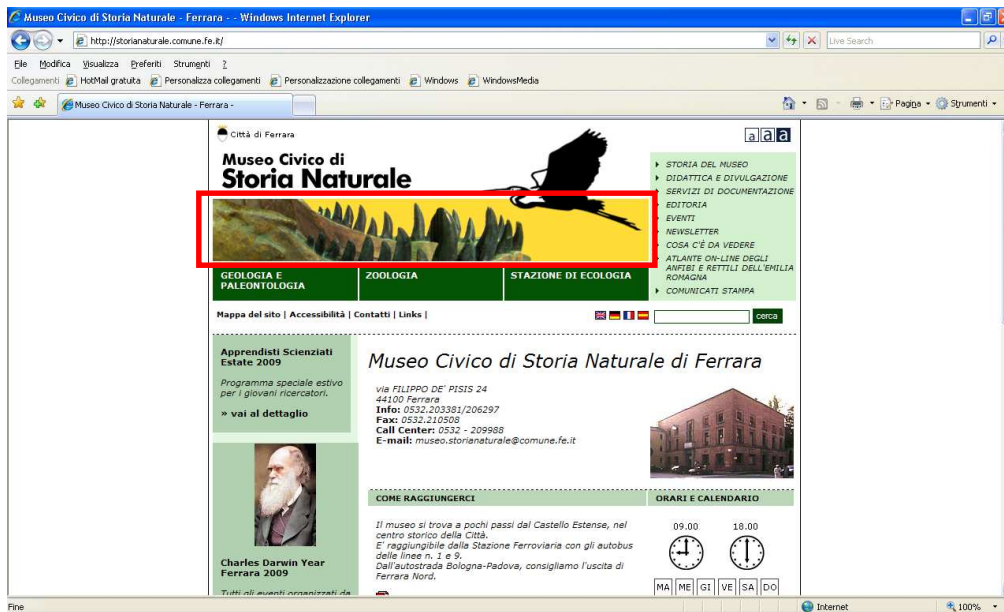 Museo Civico di Storia Naturale - Ferrara - - Windows Internet Explorer
http://storianaturale.comune.fe.it/
Live Search
File Modifica Visualizza Preferiti Strumenti ?
Collegamenti HotMail gratuita Personalizza collegamenti Personalizzazione collegamenti Windows WindowsMedia
Museo Civico di Storia Naturale - Ferrara -
Pagina Strumenti
Città di Ferrara
a a a
Museo Civico di
Storia Naturale
STORIA DEL MUSEO
DIDATTICA E DIVULGAZIONE
SERVIZI DI DOCUMENTAZIONE
EDITORIA
EVENTI
NEWSLETTER
COSA C'È DA VEDERE
ATLANTE ON-LINE DEGLI
ANFIBI E RETTILI DELL'EMILIA
ROMAGNA
COMUNICATI STAMPA
GEOLOGIA E
PALEONTOLOGIA
ZOOLOGIA
STAZIONE DI ECOLOGIA
Mappa del sito | Accessibilità | Contatti | Links |
cerca
Apprendisti Scienziati
Estate 2009
Programma speciale estivo
per i giovani ricercatori.
» vai al dettaglio
Charles Darwin Year
Ferrara 2009
Tutti gli eventi organizzati da
Museo Civico di Storia Naturale di Ferrara
via FILIPPO DE' PISIS 24
44100 Ferrara
Info: 0532.203381/206297
Fax: 0532.210508
Call Center: 0532 - 209988
E-mail: museo.storianaturale@comune.fe.it
COME RAGGIUNGERCI
Il museo si trova a pochi passi dal Castello Estense, nel
centro storico della Città.
E' raggiungibile dalla Stazione Ferroviaria con gli autobus
delle linee n. 1 e 9.
Dall'autostrada Bologna-Padova, consigliamo l'uscita di
Ferrara Nord.
ORARI E CALENDARIO
09.00 18.00
MA ME GI VE SA DO
Fine
Internet
100%